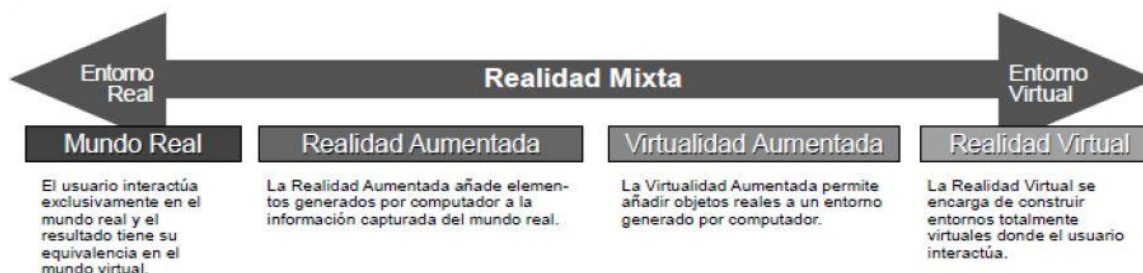 Entorno
Real
Realidad Mixta
Entorno
Virtual
Mundo Real
Realidad Aumentada
Virtualidad Aumentada
Realidad Virtual
El usuario interactúa
exclusivamente en el
mundo real y el
resultado tiene su
equivalencia en el
mundo virtual.
La Realidad Aumentada añade elemen-
tos generados por computador a la
información capturada del mundo real.
La Virtualidad Aumentada permite
añadir objetos reales a un entorno
generado por computador.
La Realidad Virtual se
encarga de construir
entornos totalmente
virtuales donde el usuario
interactúa.